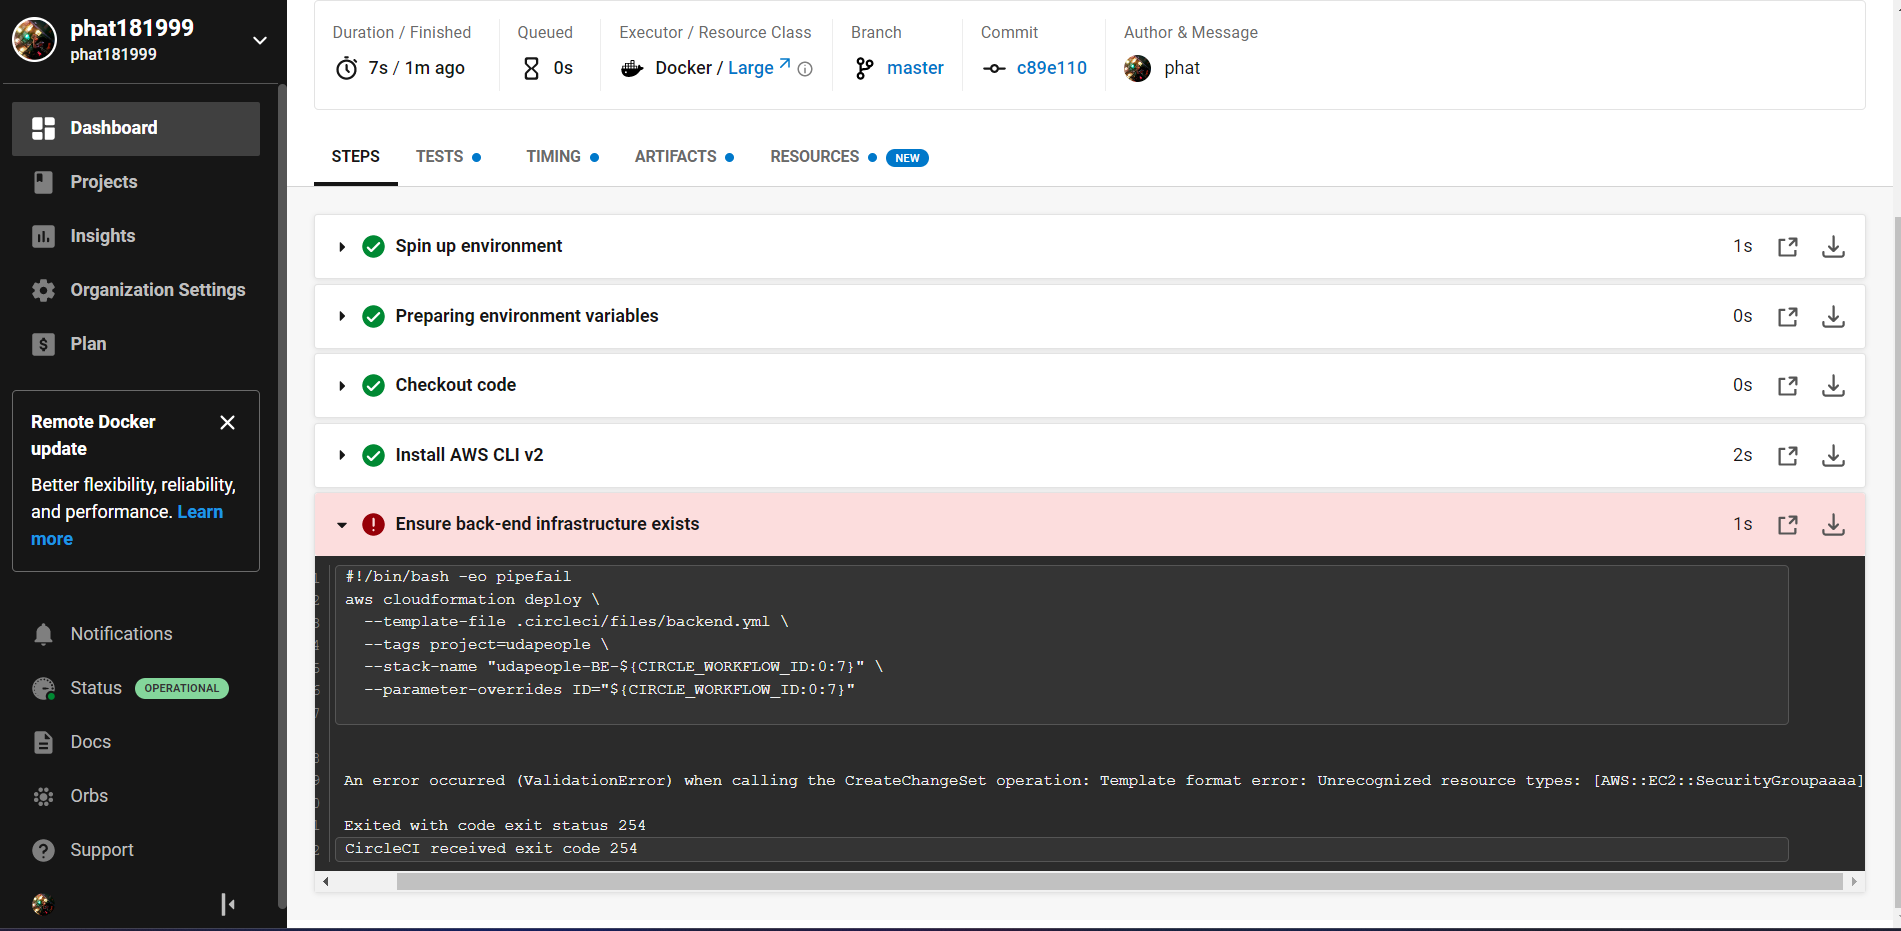 phat181999
phat181999
Dashboard
Projects
Insights
Organization Settings
Plan
Remote Docker
update
Better flexibility, reliability,
and performance. Learn
more
Notifications
Status OPERATIONAL
Docs
Orbs
Support
Duration / Finished
7s / 1m ago
Queued
0s
Executor / Resource Class
Docker / Large
Branch
master
Commit
c89e110
Author & Message
phat
STEPS TESTS TIMING ARTIFACTS RESOURCES NEW
Spin up environment 1s
Preparing environment variables 0s
Checkout code 0s
Install AWS CLI v2 2s
Ensure back-end infrastructure exists 1s
#!/bin/bash -eo pipefail
aws cloudformation deploy \
--template-file .circleci/files/backend.yml \
--tags project=udapeople \
--stack-name "udapeople-BE-${CIRCLE_WORKFLOW_ID:0:7}" \
--parameter-overrides ID="${CIRCLE_WORKFLOW_ID:0:7}"
An error occurred (ValidationError) when calling the CreateChangeSet operation: Template format error: Unrecognized resource types: [AWS::EC2::SecurityGroupaaaa]
Exited with code exit status 254
CircleCI received exit code 254